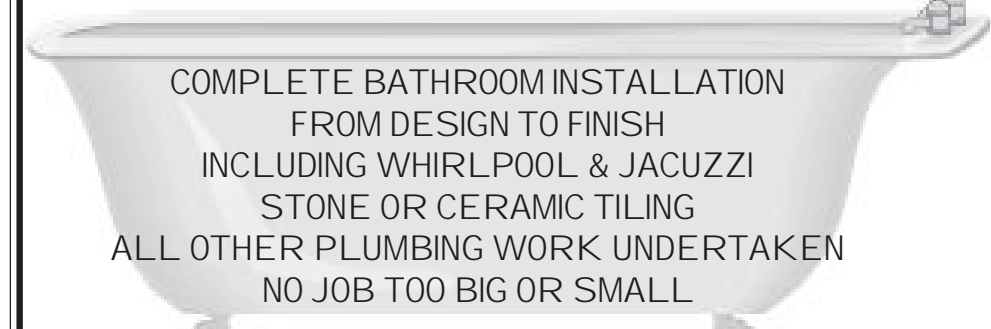 COMPLETE BATHROOM INSTALLATION
FROM DESIGN TO FINISH
INCLUDING WHIRLPOOL & JACUZZI
STONE OR CERAMIC TILING
ALL OTHER PLUMBING WORK UNDERTAKEN
NO JOB TOO BIG OR SMALL